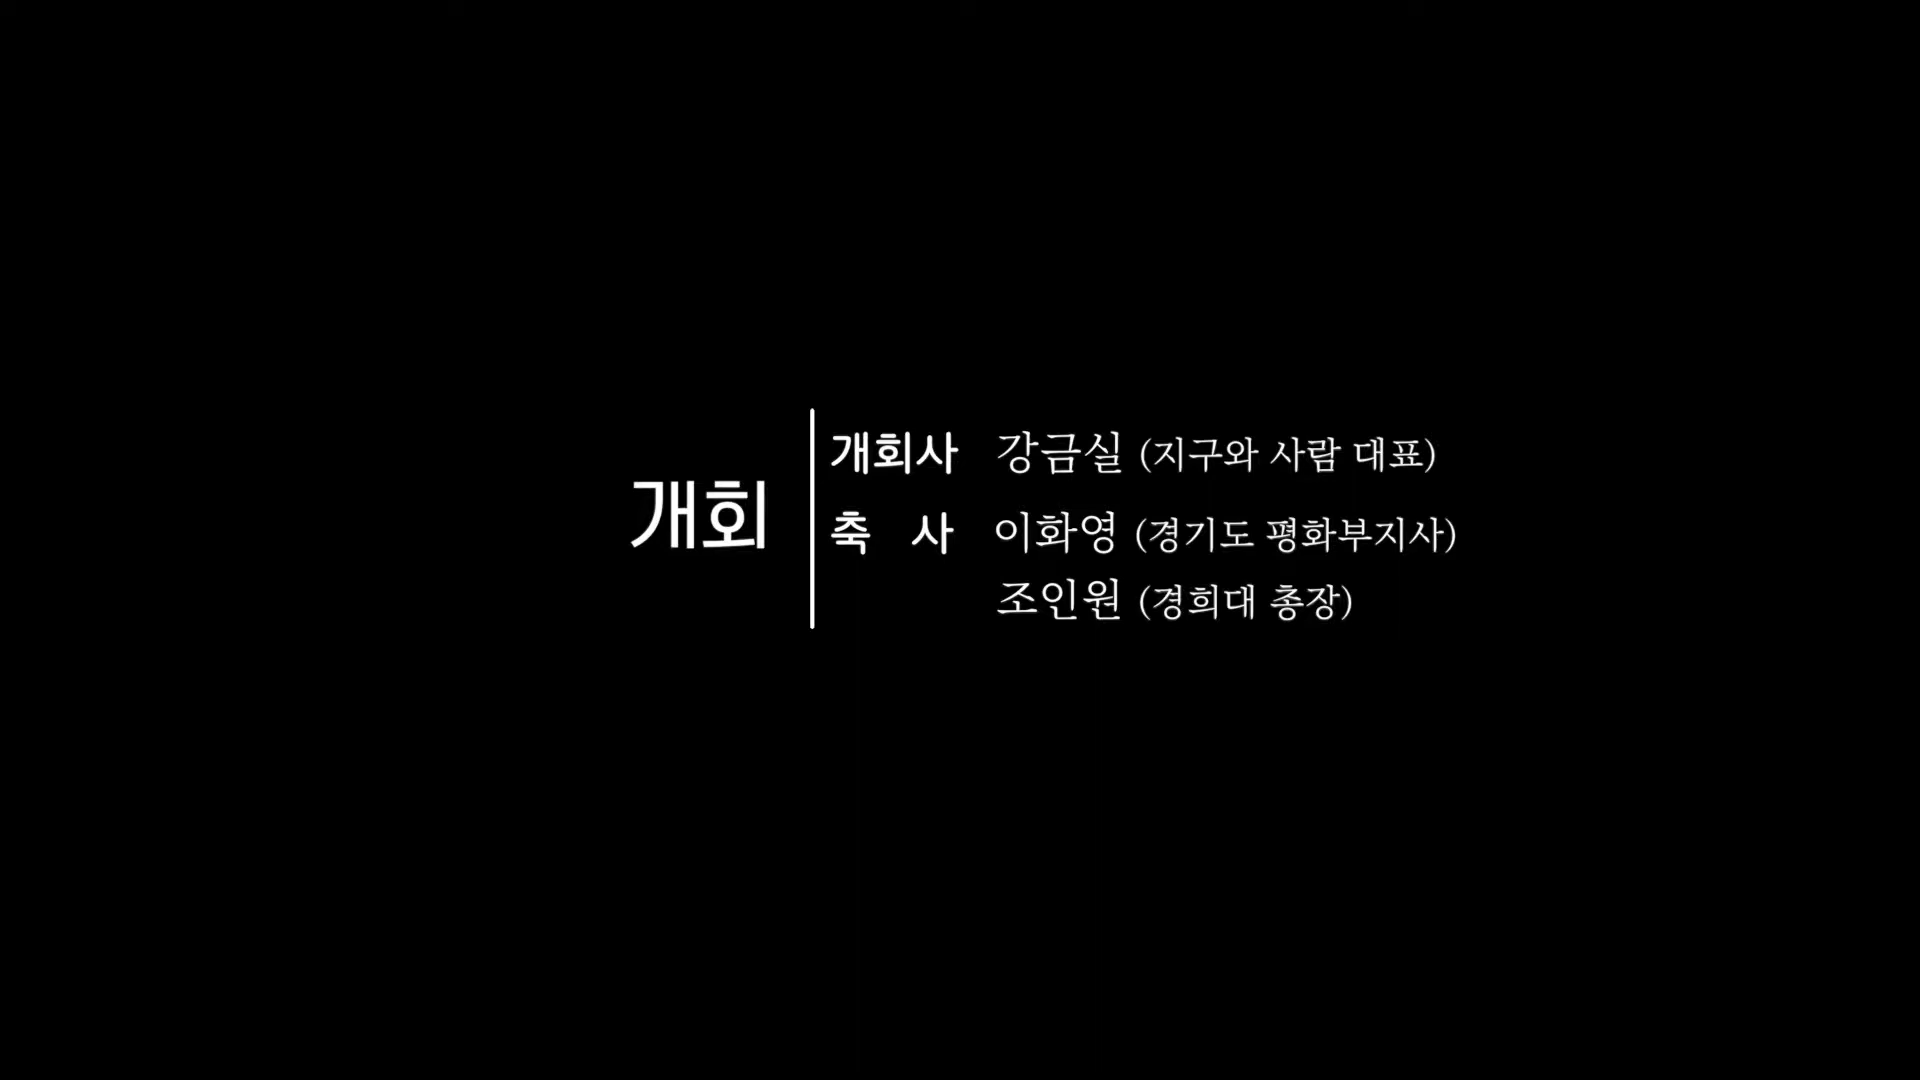 개회
개회사 강금실 (지구와 사람 대표)
축 사 이화영 (경기도 평화부지사)
조인원 (경희대 총장)